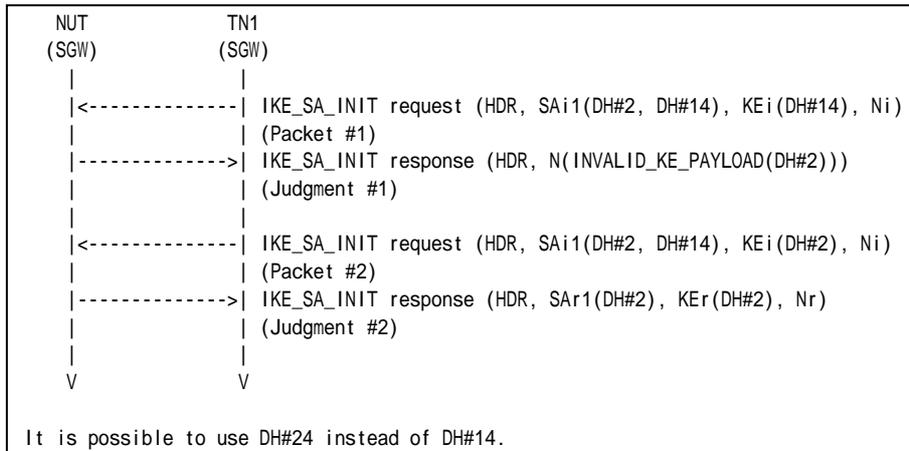 NUT TN1
(SGW) (SGW)
| |
|<--------------| IKE_SA_INIT request (HDR, SAi1(DH#2, DH#14), KEi(DH#14), Ni)
| | (Packet #1)
|-------------->| IKE_SA_INIT response (HDR, N(INVALID_KE_PAYLOAD(DH#2)))
| | (Judgment #1)
| |
|<--------------| IKE_SA_INIT request (HDR, SAi1(DH#2, DH#14), KEi(DH#2), Ni)
| | (Packet #2)
|-------------->| IKE_SA_INIT response (HDR, SAr1(DH#2), KEr(DH#2), Nr)
| | (Judgment #2)
| |
V V
It is possible to use DH#24 instead of DH#14.